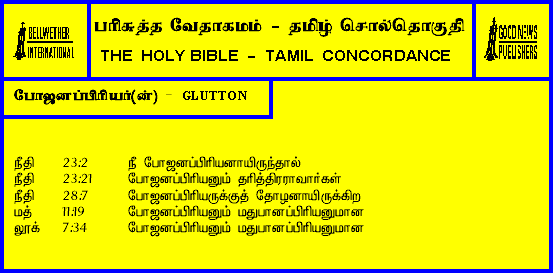 BELLWETHER
INTERNATIONAL
பரிசுத்த வேதாகமம் - தமிழ் சொல்தொகுதி
THE HOLY BIBLE - TAMIL CONCORDANCE
GOOD NEWS
PUBLISHERS
போஜனப்பிரியர்(ன்) - GLUTTON
நீதி 23:2 நீ போஜனப்பிரியனாயிருந்தால்
நீதி 23:21 போஜனப்பிரியனும் தரித்திரராவார்கள்
நீதி 28:7 போஜனப்பிரியருக்குத் தோழனாயிருக்கிற
மத் 11:19 போஜனப்பிரியனும் மதுபானப்பிரியனுமான
லூக் 7:34 போஜனப்பிரியனும் மதுபானப்பிரியனுமான